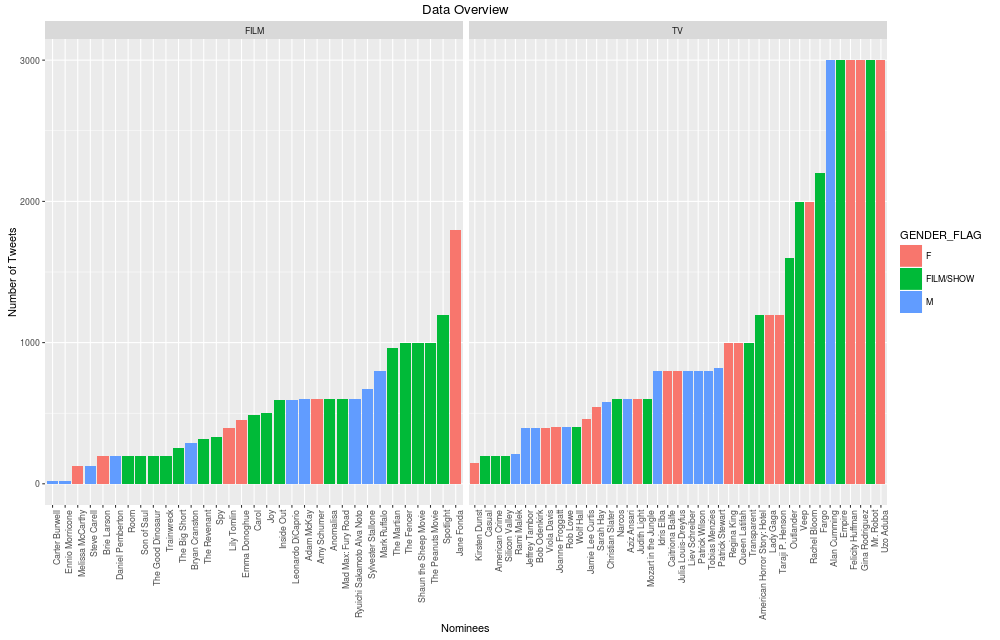 Data Overview
FILM
TV
Number of Tweets
3000
2000
1000
0
Carter Burwell
Ennio Morricone
Melissa McCarthy
Steve Carell
Brie Larson
Daniel Pemberton
Room
Son of Saul
The Good Dinosaur
Trainwreck
The Big Short
Bryan Cranston
The Revenant
Spy
Lily Tomlin
Emma Donoghue
Carol
Joy
Inside Out
Leonardo DiCaprio
Adam McKay
Amy Schumer
Anomalisa
Mad Max: Fury Road
Ryuichi Sakamoto Alva Noto
Sylvester Stallone
Mark Ruffalo
The Martian
The Fencer
Shaun the Sheep Movie
The Peanuts Movie
Spotlight
Jane Fonda
Kirsten Dunst
Casual
American Crime
Silicon Valley
Rami Malek
Jeffrey Tambor
Bob Odenkirk
Viola Davis
Joanne Froggatt
Rob Lowe
Wolf Hall
Jamie Lee Curtis
Sarah Hay
Christian Slater
Narcos
Aziz Ansari
Judith Light
Mozart in the Jungle
Idris Elba
Caitriona Balfe
Julia Louis-Dreyfus
Liev Schreiber
Patrick Wilson
Tobias Menzies
Patrick Stewart
Regina King
Queen Latifah
Transparent
American Horror Story: Hotel
Lady Gaga
Taraji P. Henson
Outlander
Veep
Rachel Bloom
Fargo
Alan Cumming
Empire
Felicity Huffman
Gina Rodriguez
Mr. Robot
Uzo Aduba
Nominees
GENDER_FLAG
F
FILM/SHOW
M